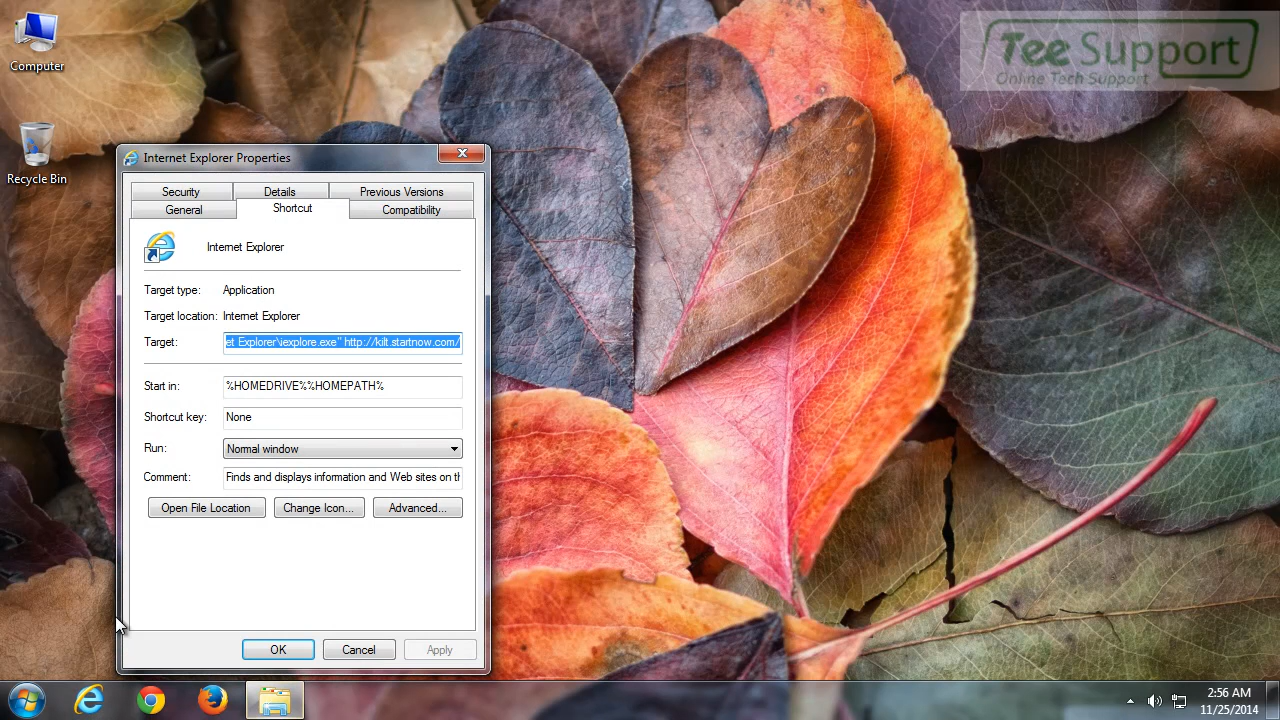 Computer
Recycle Bin
Tee Support
Online Tech Support
Internet Explorer Properties
Security Details Previous Versions
General Shortcut Compatibility
Internet Explorer
Target type: Application
Target location: Internet Explorer
Target: et Explorer\iexplore.exe" http://kilt.startnow.com/
Start in: %HOMEDRIVE%%HOMEPATH%
Shortcut key: None
Run: Normal window
Comment: Finds and displays information and Web sites on th
Open File Location Change Icon... Advanced...
OK Cancel Apply
2:56 AM
11/25/2014